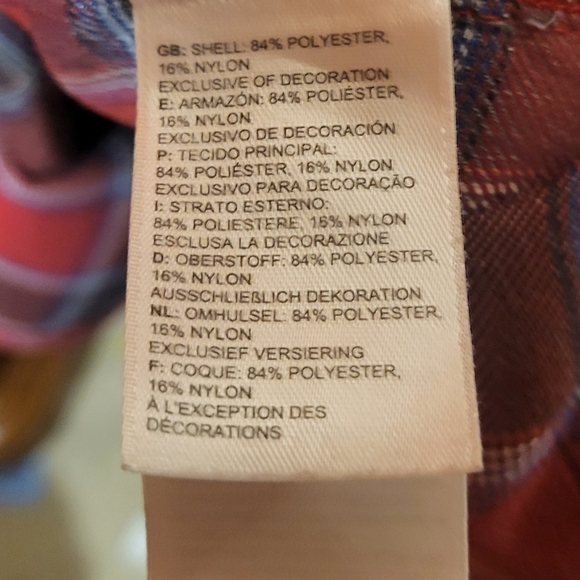 GB: SHELL: 84% POLYESTER,
16% NYLON
EXCLUSIVE OF DECORATION
E: ARMAZÓN: 84% POLIÉSTER,
16% NYLON
EXCLUSIVO DE DECORACIÓN
P: TECIDO PRINCIPAL:
84% POLIÉSTER, 16% NYLON
EXCLUSIVO PARA DECORAÇÃO
I: STRATO ESTERNO:
84% POLIESTERE, 16% NYLON
ESCLUSA LA DECORAZIONE
D: OBERSTOFF: 84% POLYESTER,
16% NYLON
AUSSCHLIEẞLICH DEKORATION
NL: OMHULSEL: 84% POLYESTER,
16% NYLON
EXCLUSIEF VERSIERING
F: COQUE: 84% POLYESTER,
16% NYLON
À L'EXCEPTION DES
DÉCORATIONS